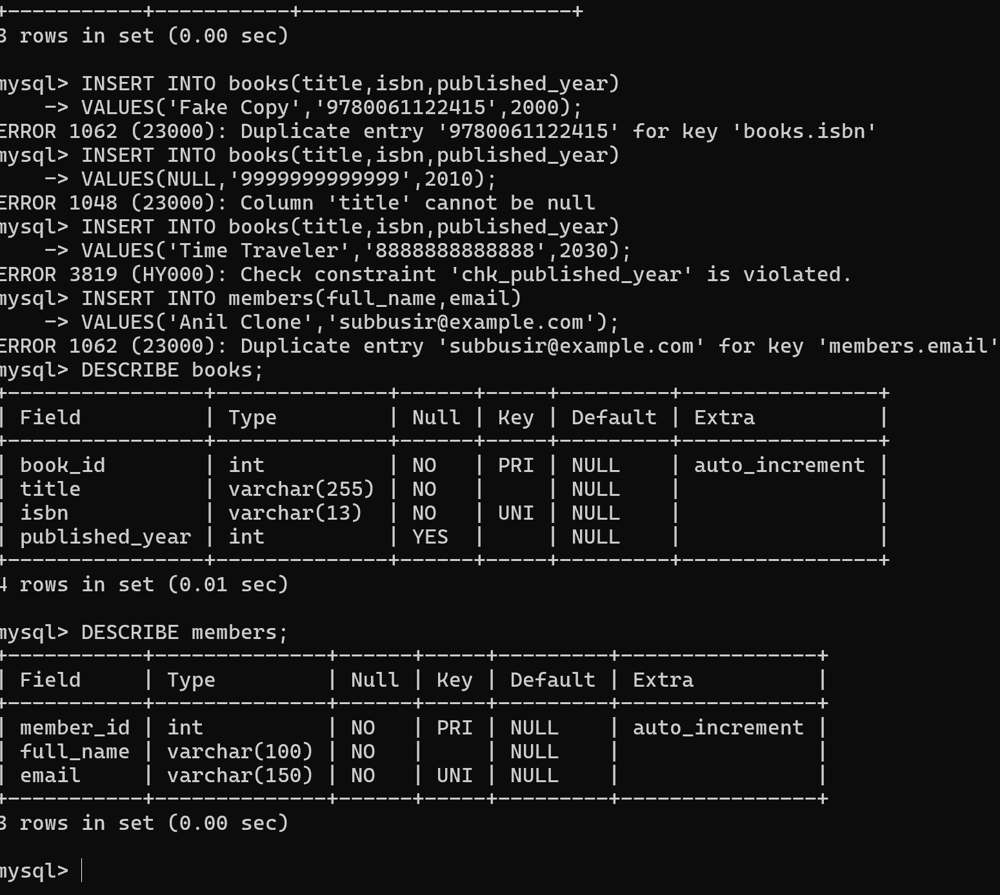 +-----------+-----------+----------------------+
3 rows in set (0.00 sec)

mysql> INSERT INTO books(title,isbn,published_year)
    -> VALUES('Fake Copy','9780061122415',2000);
ERROR 1062 (23000): Duplicate entry '9780061122415' for key 'books.isbn'
mysql> INSERT INTO books(title,isbn,published_year)
    -> VALUES(NULL,'9999999999999',2010);
ERROR 1048 (23000): Column 'title' cannot be null
mysql> INSERT INTO books(title,isbn,published_year)
    -> VALUES('Time Traveler','8888888888888',2030);
ERROR 3819 (HY000): Check constraint 'chk_published_year' is violated.
mysql> INSERT INTO members(full_name,email)
    -> VALUES('Anil Clone','subbusir@example.com');
ERROR 1062 (23000): Duplicate entry 'subbusir@example.com' for key 'members.email'
mysql> DESCRIBE books;
+----------------+--------------+------+-----+---------+----------------+
| Field          | Type         | Null | Key | Default | Extra          |
+----------------+--------------+------+-----+---------+----------------+
| book_id        | int          | NO   | PRI | NULL    | auto_increment |
| title          | varchar(255) | NO   |     | NULL    |                |
| isbn           | varchar(13)  | NO   | UNI | NULL    |                |
| published_year | int          | YES  |     | NULL    |                |
+----------------+--------------+------+-----+---------+----------------+
4 rows in set (0.01 sec)

mysql> DESCRIBE members;
+-----------+--------------+------+-----+---------+----------------+
| Field     | Type         | Null | Key | Default | Extra          |
+-----------+--------------+------+-----+---------+----------------+
| member_id | int          | NO   | PRI | NULL    | auto_increment |
| full_name | varchar(100) | NO   |     | NULL    |                |
| email     | varchar(150) | NO   | UNI | NULL    |                |
+-----------+--------------+------+-----+---------+----------------+
3 rows in set (0.00 sec)

mysql>